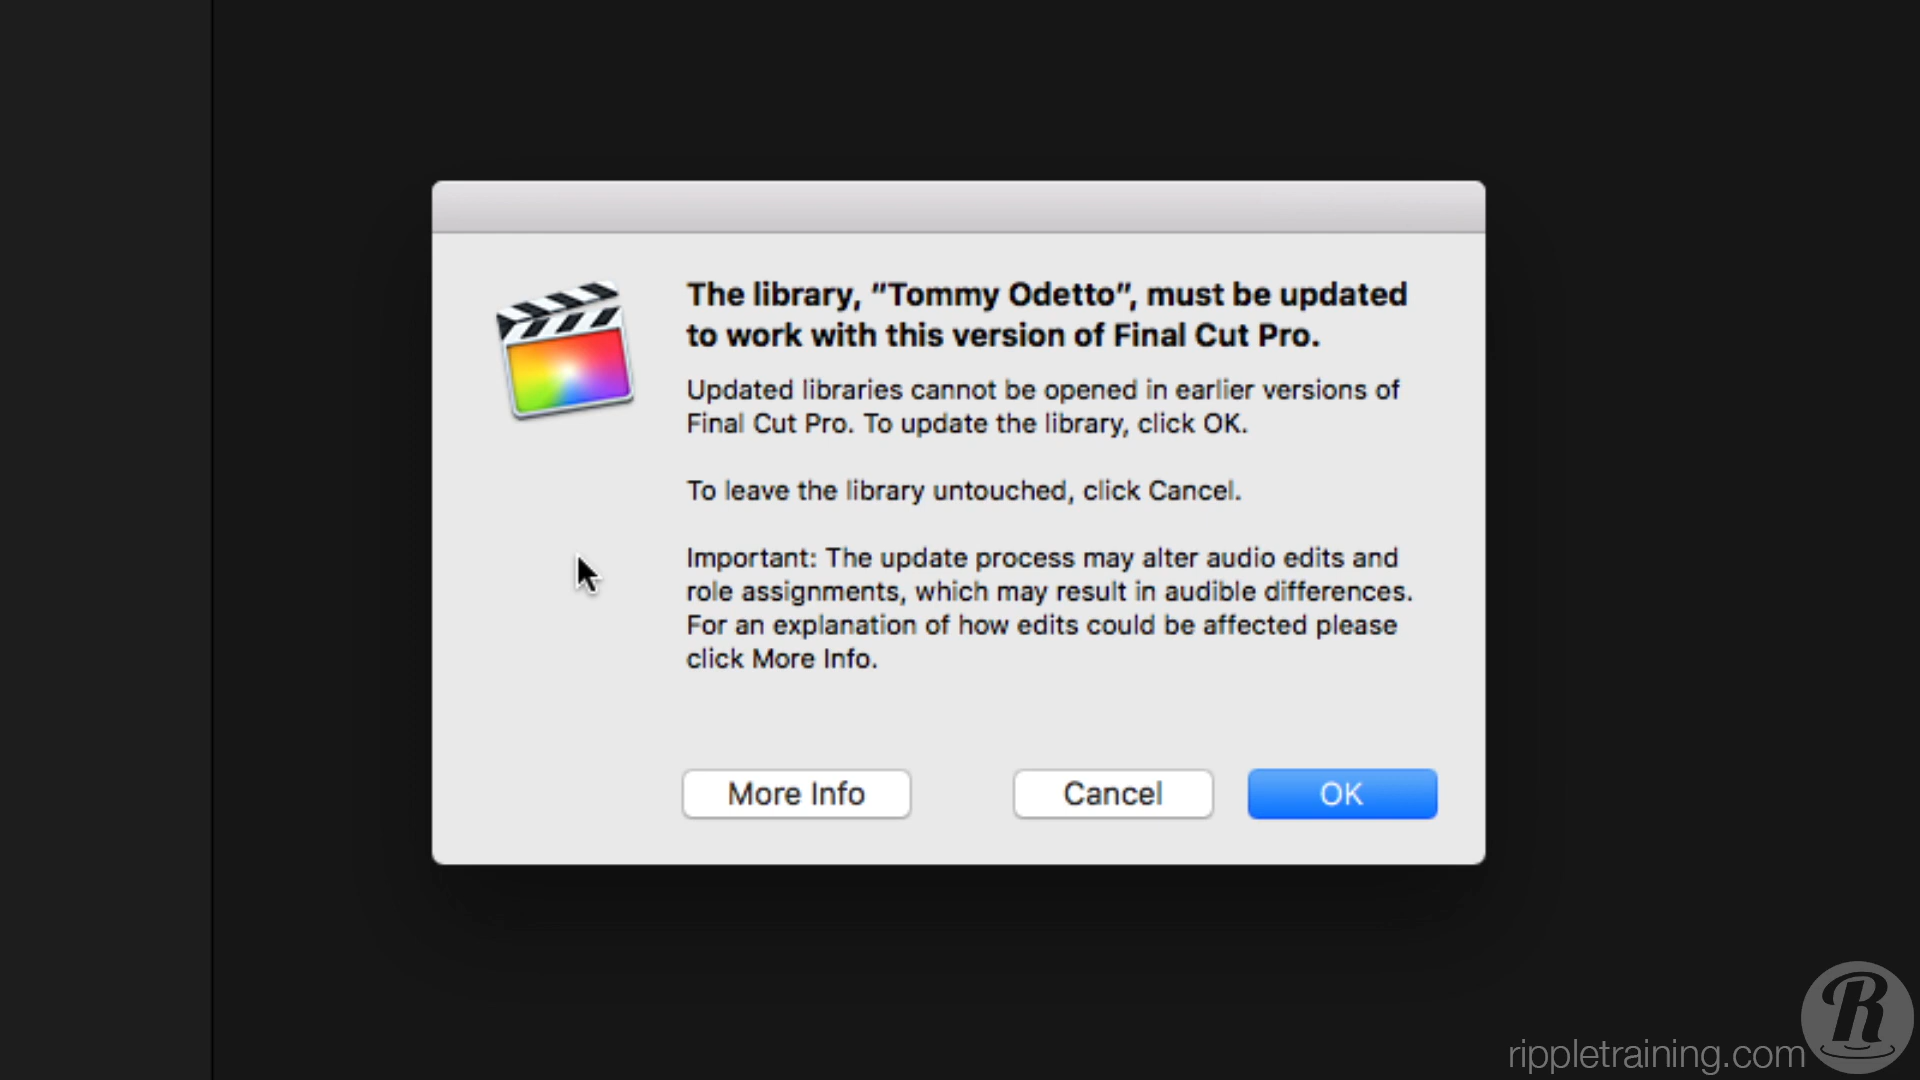 The library, “Tommy Odetto”, must be updated
to work with this version of Final Cut Pro.
Updated libraries cannot be opened in earlier versions of
Final Cut Pro. To update the library, click OK.
To leave the library untouched, click Cancel.
Important: The update process may alter audio edits and
role assignments, which may result in audible differences.
For an explanation of how edits could be affected please
click More Info.
More Info
Cancel
OK
R
rippletraining.com